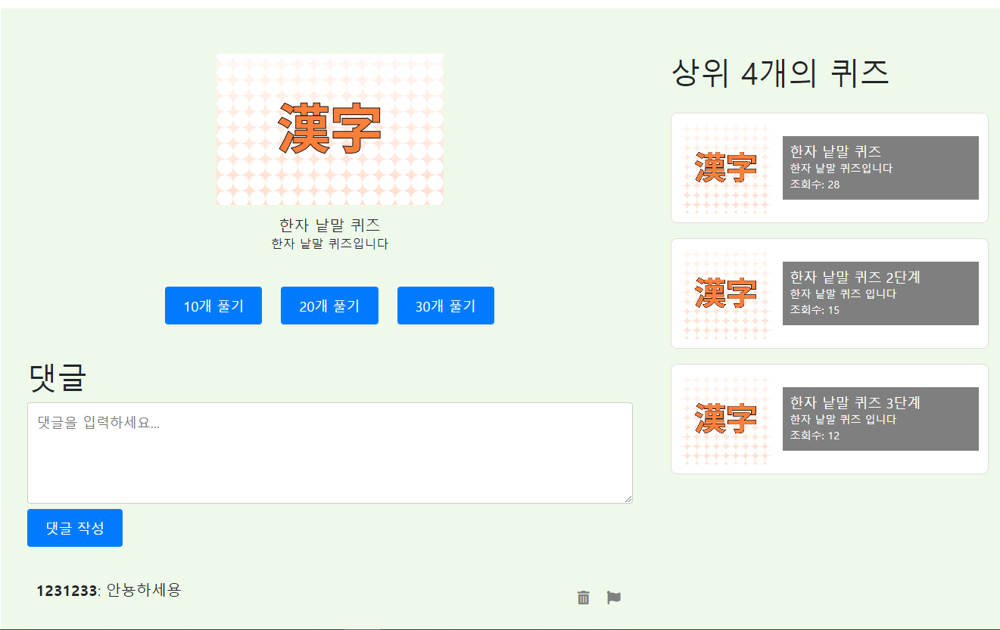 漢字
한자 낱말 퀴즈
한자 낱말 퀴즈입니다
10개 풀기
20개 풀기
30개 풀기
댓글
댓글을 입력하세요...
댓글 작성
1231233: 안뇽하세용
상위 4개의 퀴즈
漢字
한자 낱말 퀴즈
한자 낱말 퀴즈입니다
조회수: 28
漢字
한자 낱말 퀴즈 2단계
한자 낱말 퀴즈 입니다
조회수: 15
漢字
한자 낱말 퀴즈 3단계
한자 낱말 퀴즈 입니다
조회수: 12